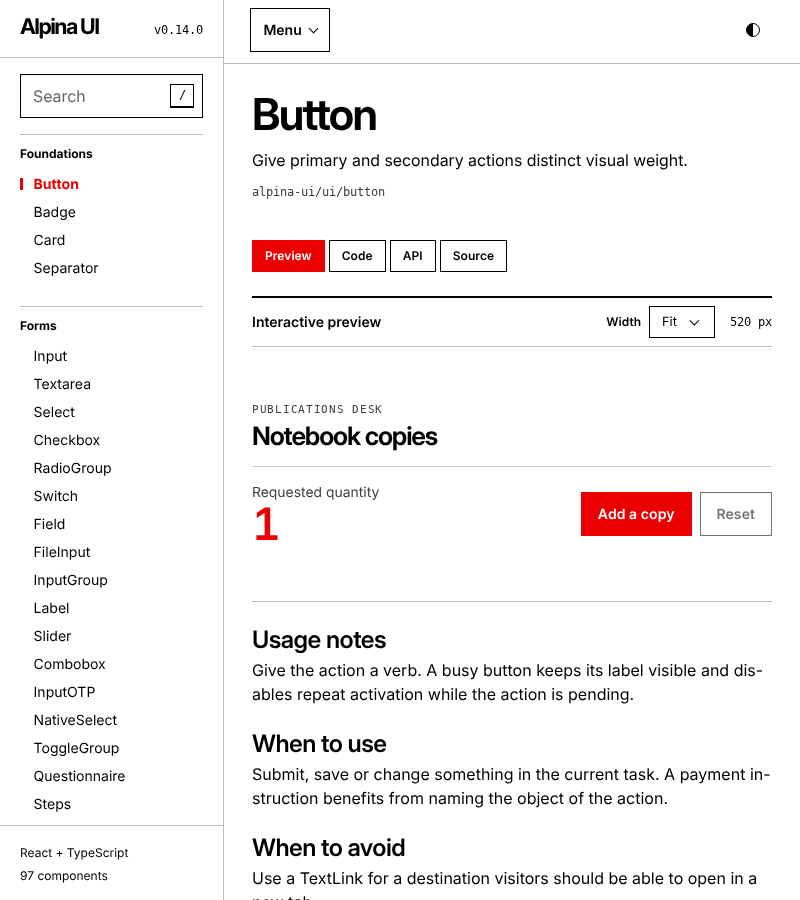 Alpina UI
v0.14.0
Search
/
Foundations
Button
Badge
Card
Separator
Forms
Input
Textarea
Select
Checkbox
RadioGroup
Switch
Field
FileInput
InputGroup
Label
Slider
Combobox
InputOTP
NativeSelect
ToggleGroup
Questionnaire
Steps
React + TypeScript
97 components
Menu
Button
Give primary and secondary actions distinct visual weight.
alpina-ui/ui/button
Preview
Code
API
Source
Interactive preview
Width
Fit
520 px
PUBLICATIONS DESK
Notebook copies
Requested quantity
1
Add a copy
Reset
Usage notes
Give the action a verb. A busy button keeps its label visible and dis-
ables repeat activation while the action is pending.
When to use
Submit, save or change something in the current task. A payment in-
struction benefits from naming the object of the action.
When to avoid
Use a TextLink for a destination visitors should be able to open in a